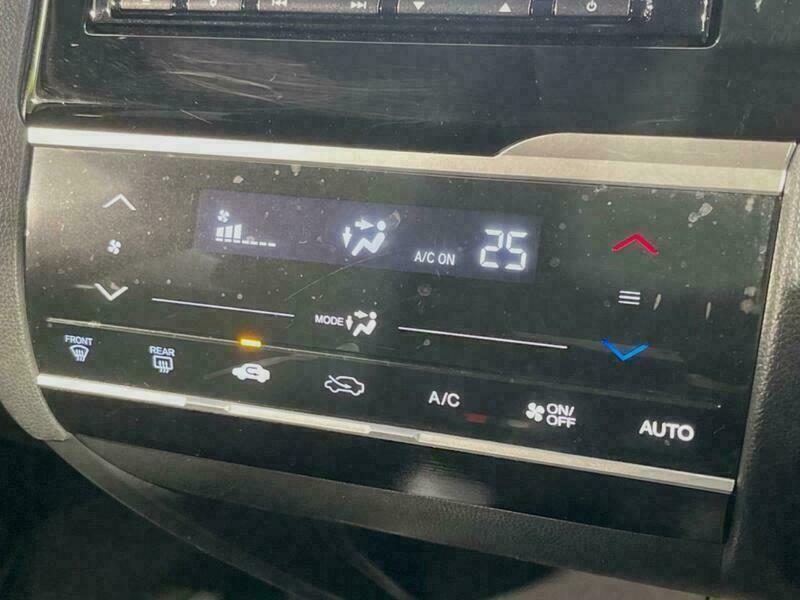 A/C ON 25
MODE
FRONT
REAR
A/C
ON/
OFF
AUTO